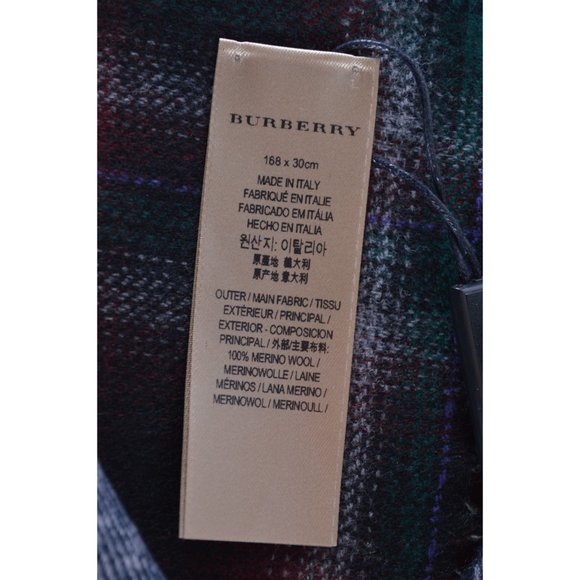 BURBERRY
168 x 30cm
MADE IN ITALY
FABRIQUÉ EN ITALIE
FABRICADO EM ITÁLIA
HECHO EN ITALIA
원산지: 이탈리아
原產地 義大利
原产地 意大利
OUTER / MAIN FABRIC / TISSU
EXTÉRIEUR / PRINCIPAL /
EXTERIOR - COMPOSICION
PRINCIPAL / 外部/主要布料:
100% MERINO WOOL /
MERINOWOLLE / LAINE
MÉRINOS / LANA MERINO /
MERINOWOL / MERINOULL /